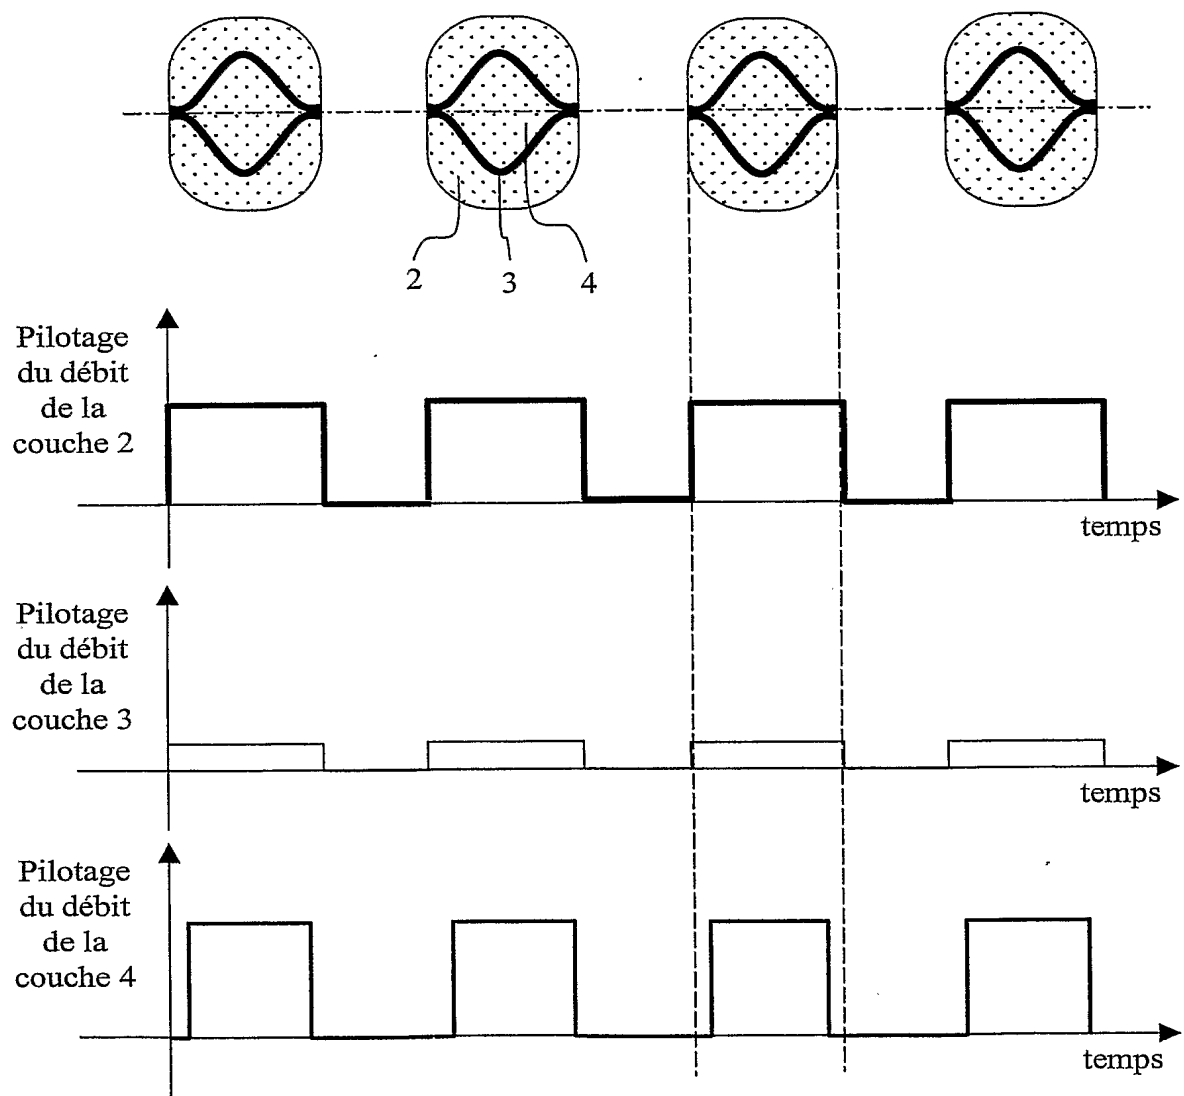 2
3
4
Pilotage
du débit
de la
couche 2
temps
Pilotage
du débit
de la
couche 3
temps
Pilotage
du débit
de la
couche 4
temps